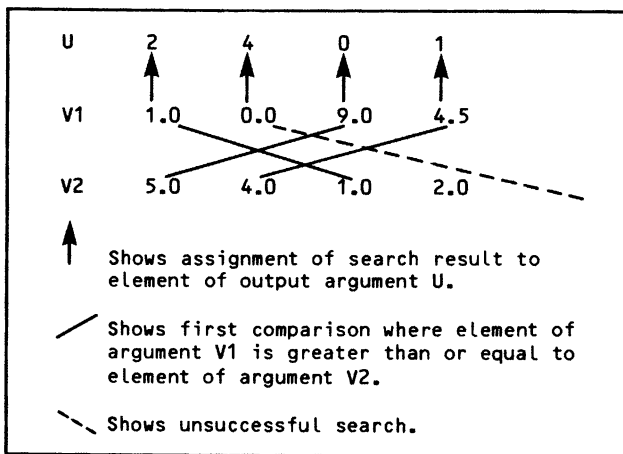 U 2 4 0 1
V1 1.0 0.0 9.0 4.5
V2 5.0 4.0 1.0 2.0
Shows assignment of search result to
element of output argument U.
Shows first comparison where element of
argument V1 is greater than or equal to
element of argument V2.
Shows unsuccessful search.